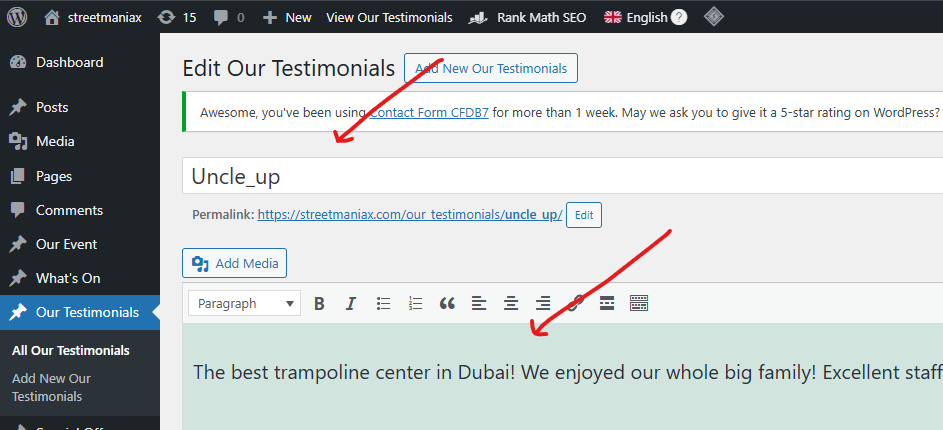 streetmaniax 15 0 + New View Our Testimonials Rank Math SEO English ?
Dashboard
Posts
Media
Pages
Comments
Our Event
What's On
Our Testimonials
All Our Testimonials
Add New Our
Testimonials
Edit Our Testimonials Add New Our Testimonials
Awesome, you've been using Contact Form CFDB7 for more than 1 week. May we ask you to give it a 5-star rating on WordPress?
Uncle_up
Permalink: https://streetmaniax.com/our_testimonials/uncle_up/ Edit
Add Media
Paragraph B I
The best trampoline center in Dubai! We enjoyed our whole big family! Excellent staff